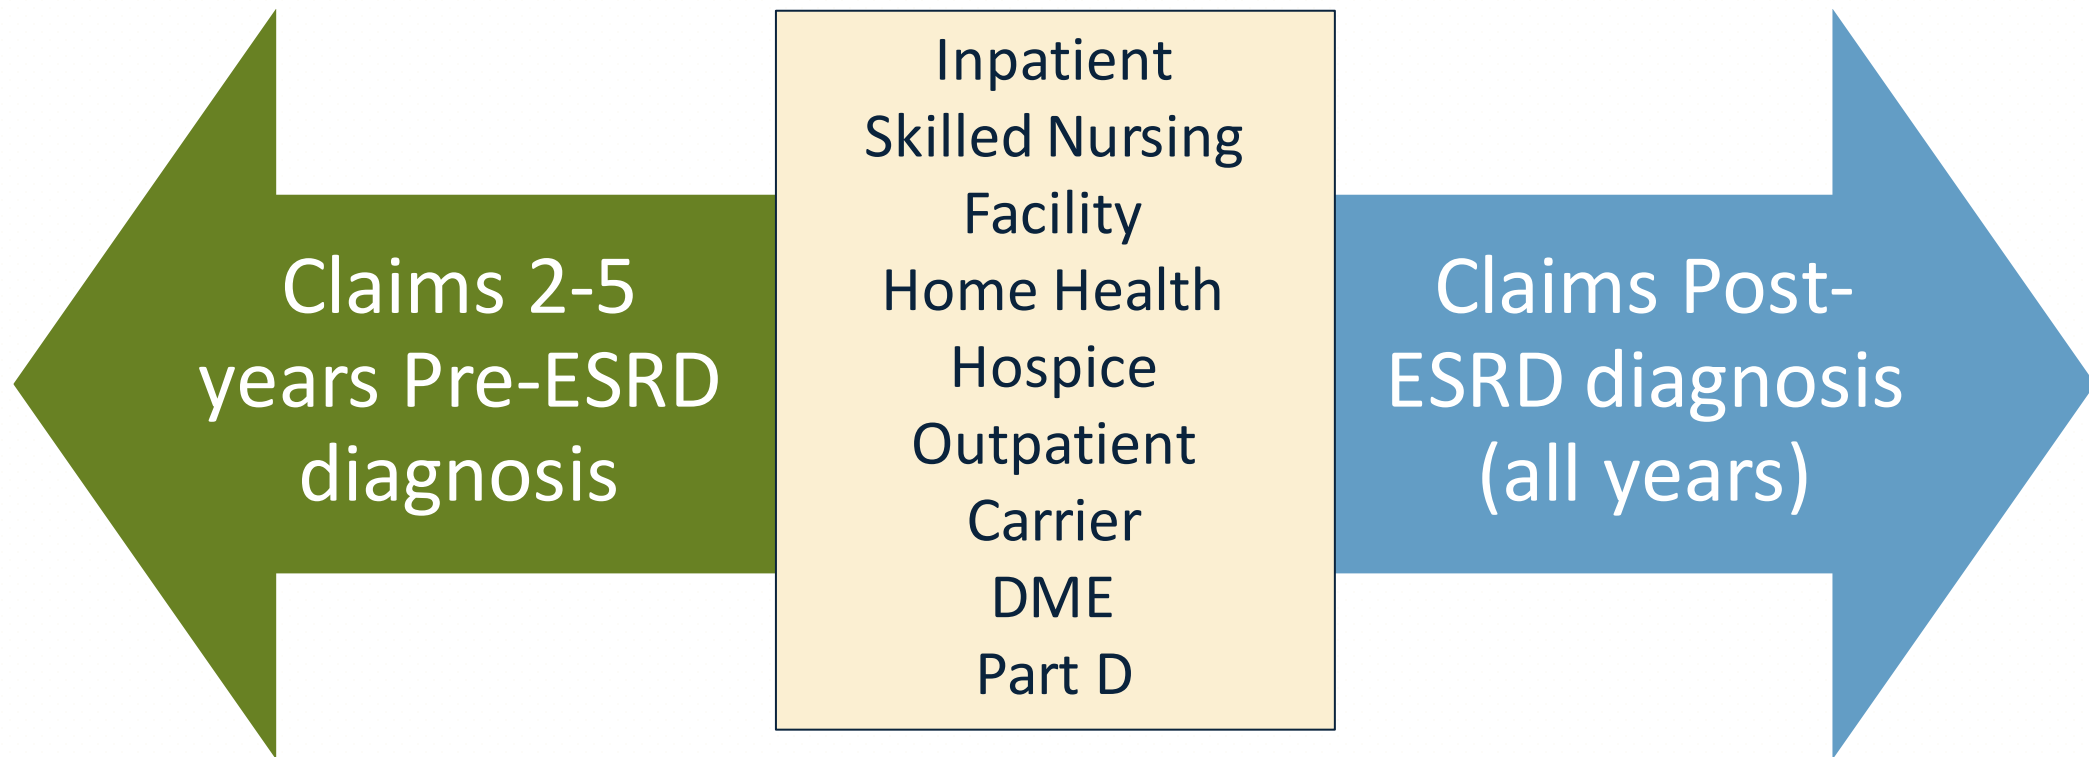 Claims 2-5
years Pre-ESRD
diagnosis
Inpatient
Skilled Nursing
Facility
Home Health
Hospice
Outpatient
Carrier
DME
Part D
Claims Post-
ESRD diagnosis
(all years)